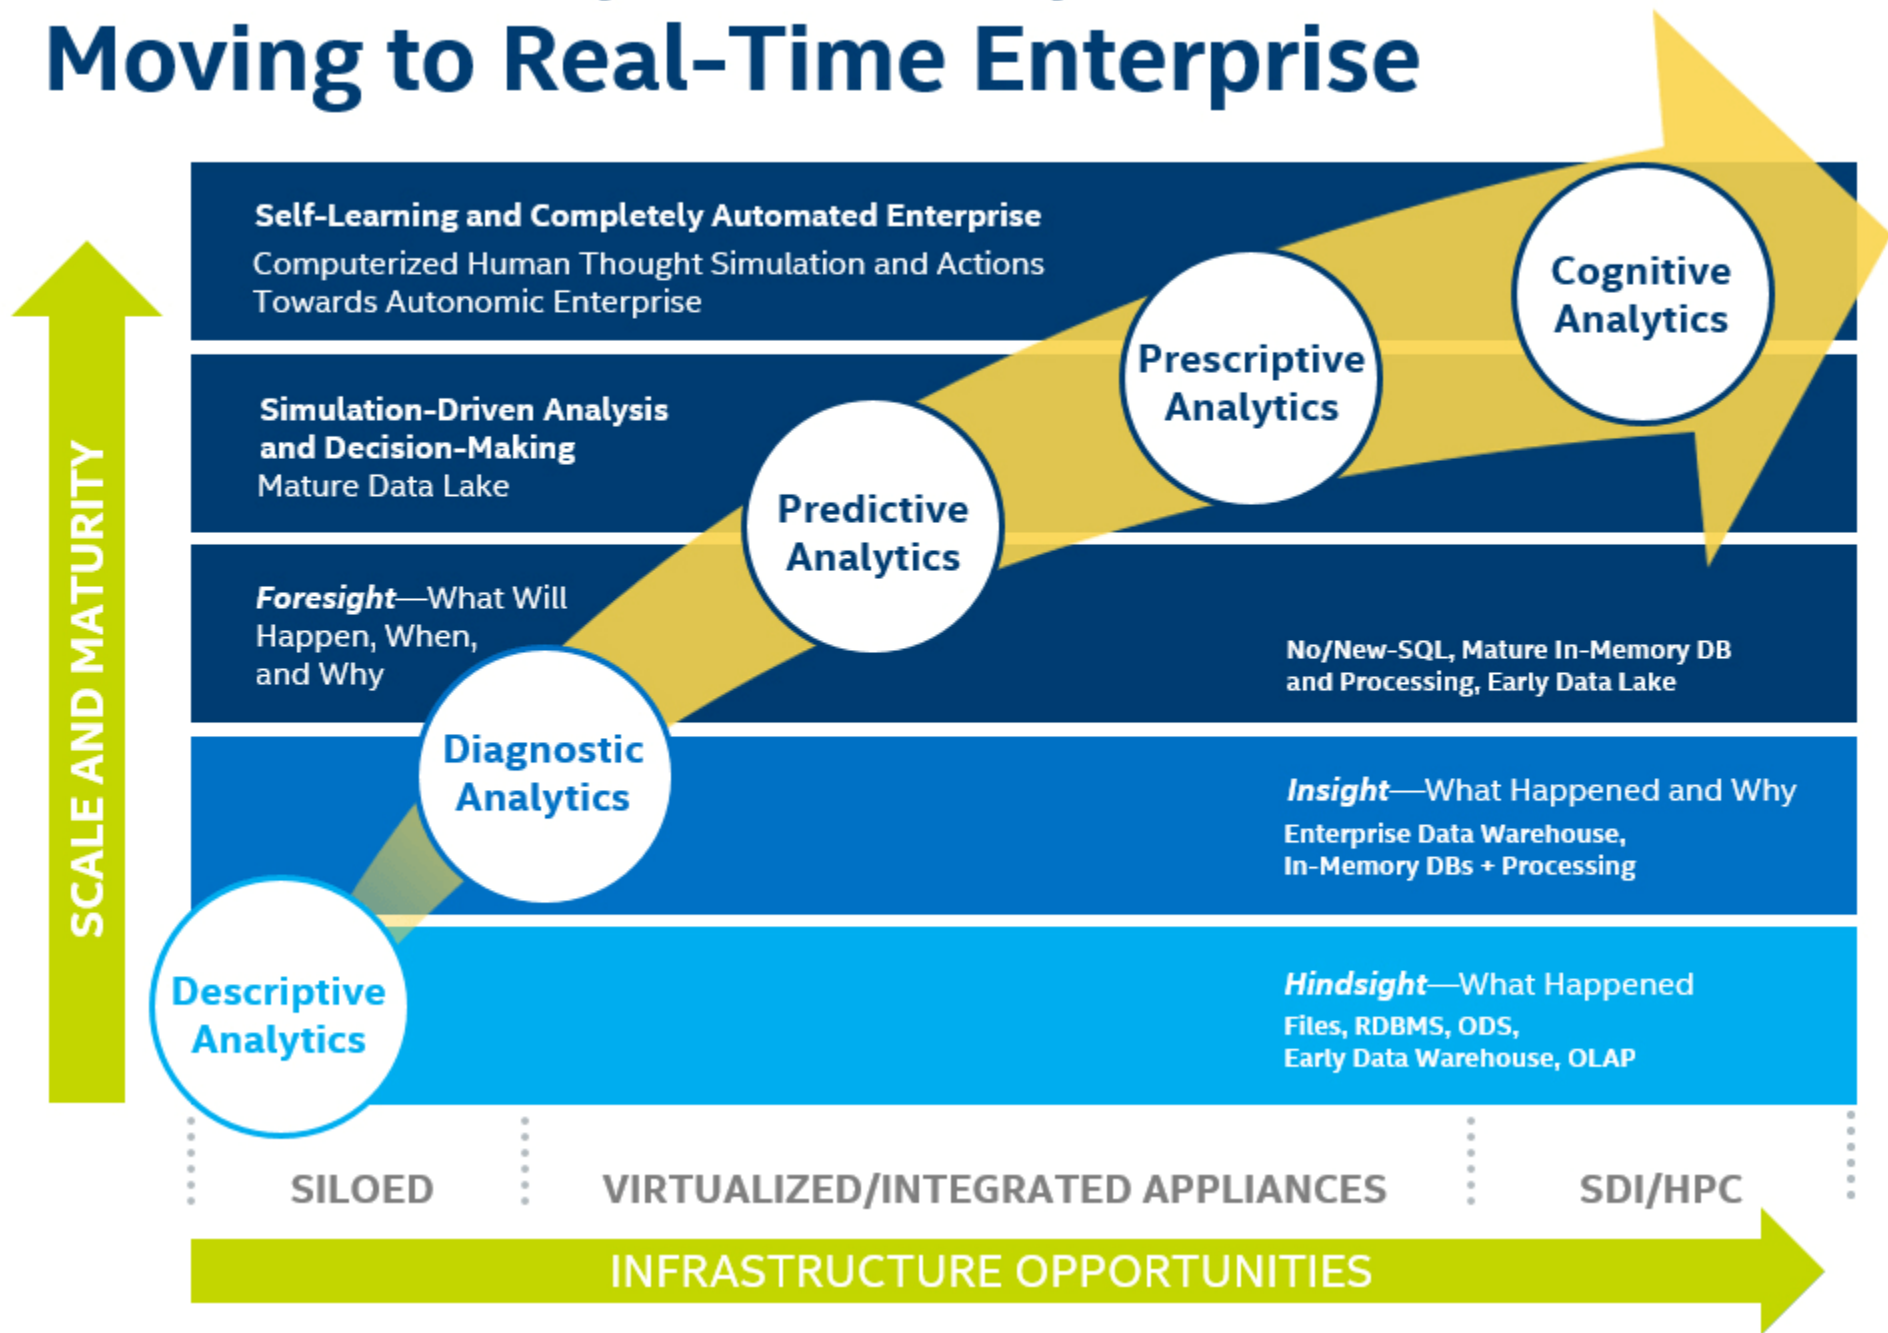 Moving to Real-Time Enterprise
Self-Learning and Completely Automated Enterprise
Computerized Human Thought Simulation and Actions
Towards Autonomic Enterprise
Cognitive
Analytics
Simulation-Driven Analysis
and Decision-Making
Mature Data Lake
Prescriptive
Analytics
Foresight—What Will
Happen, When,
and Why
Predictive
Analytics
No/New-SQL, Mature In-Memory DB
and Processing, Early Data Lake
Diagnostic
Analytics
Insight—What Happened and Why
Enterprise Data Warehouse,
In-Memory DBs + Processing
Descriptive
Analytics
Hindsight—What Happened
Files, RDBMS, ODS,
Early Data Warehouse, OLAP
SCALE AND MATURITY
SILOED
VIRTUALIZED/INTEGRATED APPLIANCES
SDI/HPC
INFRASTRUCTURE OPPORTUNITIES